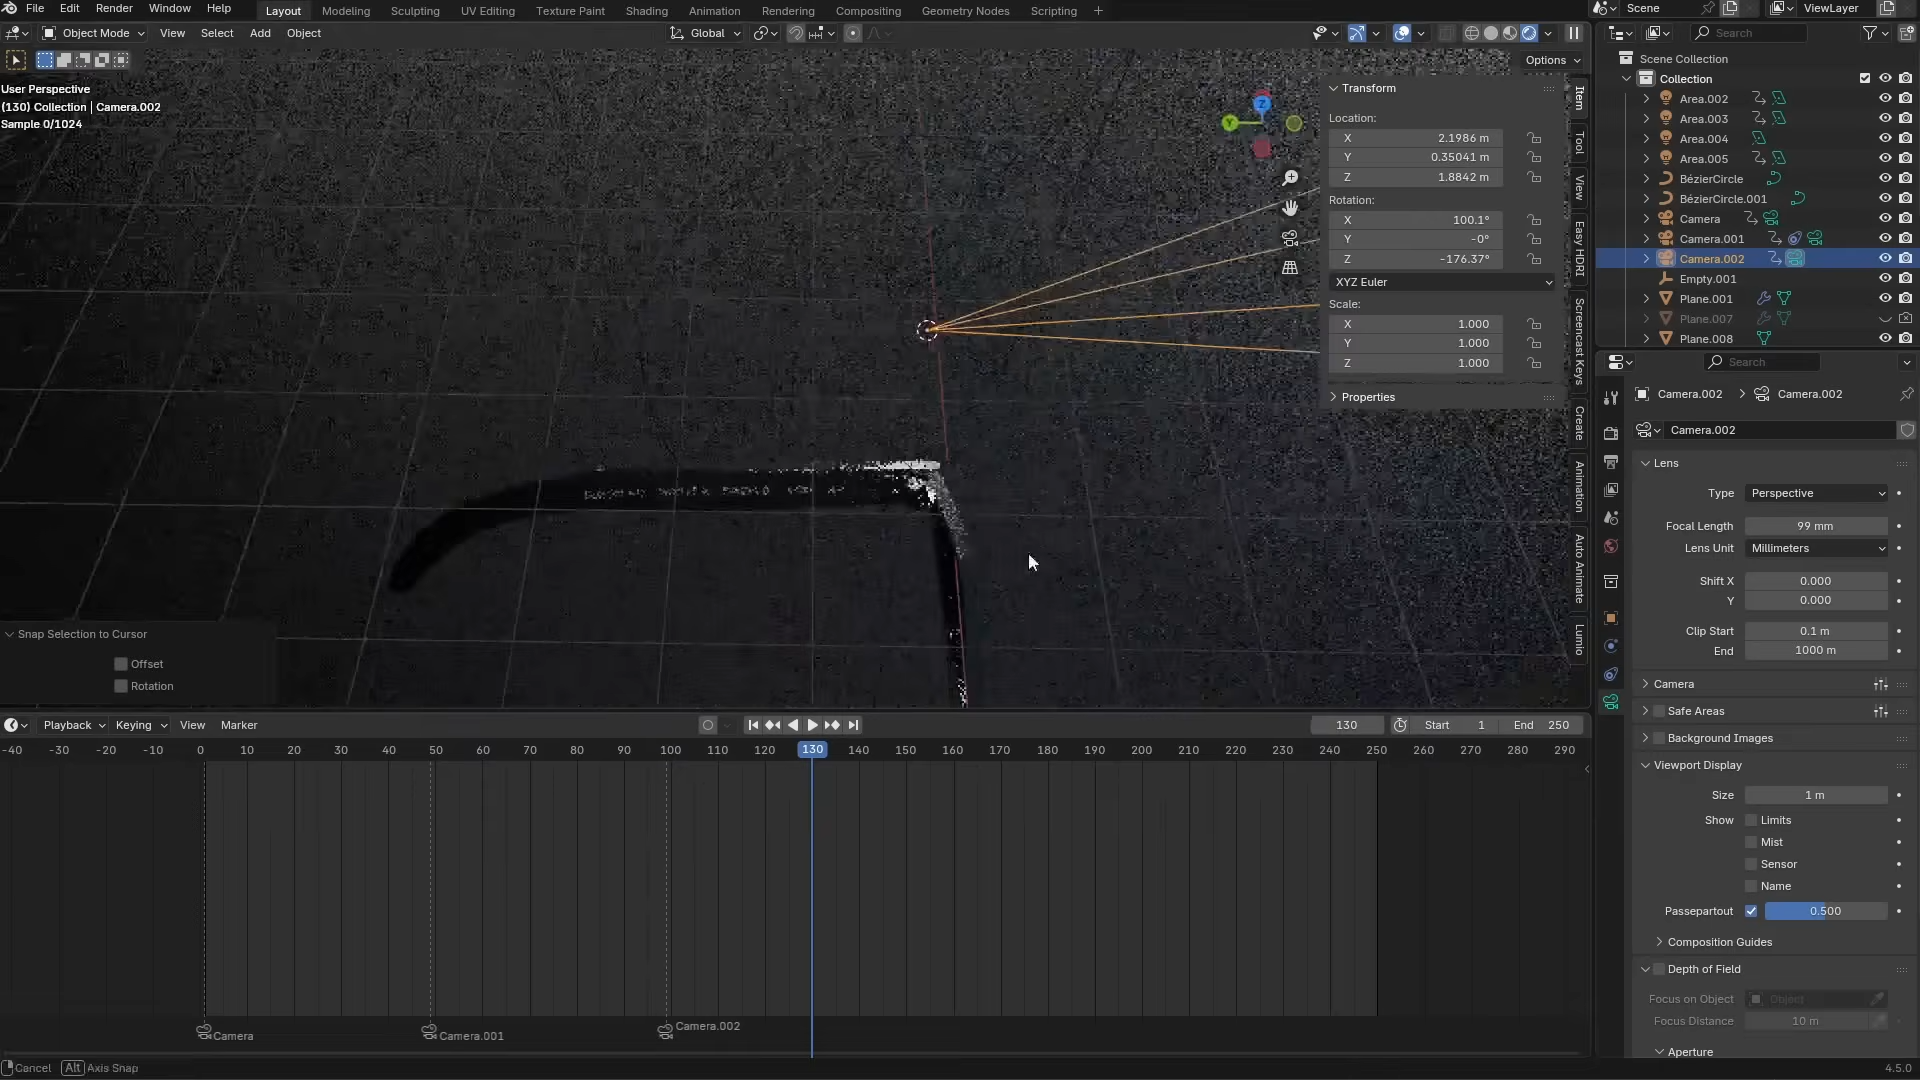 File Edit Render Window Help Layout Modeling Sculpting UV Editing Texture Paint Shading Animation Rendering Compositing Geometry Nodes Scripting + Scene ViewLayer
Object Mode View Select Add Object Global Search
Options
User Perspective
(130) Collection | Camera.002
Sample 0/1024
Z
Y
Transform
Location:
X 2.1986 m
Y 0.35041 m
Z 1.8842 m
Rotation:
X 100.1°
Y -0°
Z -176.37°
XYZ Euler
Scale:
X 1.000
Y 1.000
Z 1.000
Properties
Item
Tool
View
Easy HDRI
Screencast Keys
Create
Animation
Auto Animate
Lumio
Snap Selection to Cursor
Offset
Rotation
Scene Collection
Collection
Area.002
Area.003
Area.004
Area.005
BézierCircle
BézierCircle.001
Camera
Camera.001
Camera.002
Empty.001
Plane.001
Plane.007
Plane.008
Search
Camera.002 > Camera.002
Camera.002
Lens
Type Perspective
Focal Length 99 mm
Lens Unit Millimeters
Shift X 0.000
Y 0.000
Clip Start 0.1 m
End 1000 m
Camera
Safe Areas
Background Images
Viewport Display
Size 1 m
Show Limits
Mist
Sensor
Name
Passepartout 0.500
Composition Guides
Depth of Field
Focus on Object Object
Focus Distance 10 m
Aperture
Playback Keying View Marker 130 Start 1 End 250
-40 -30 -20 -10 0 10 20 30 40 50 60 70 80 90 100 110 120 130 140 150 160 170 180 190 200 210 220 230 240 250 260 270 280 290
Camera Camera.001 Camera.002
Cancel Alt Axis Snap 4.5.0